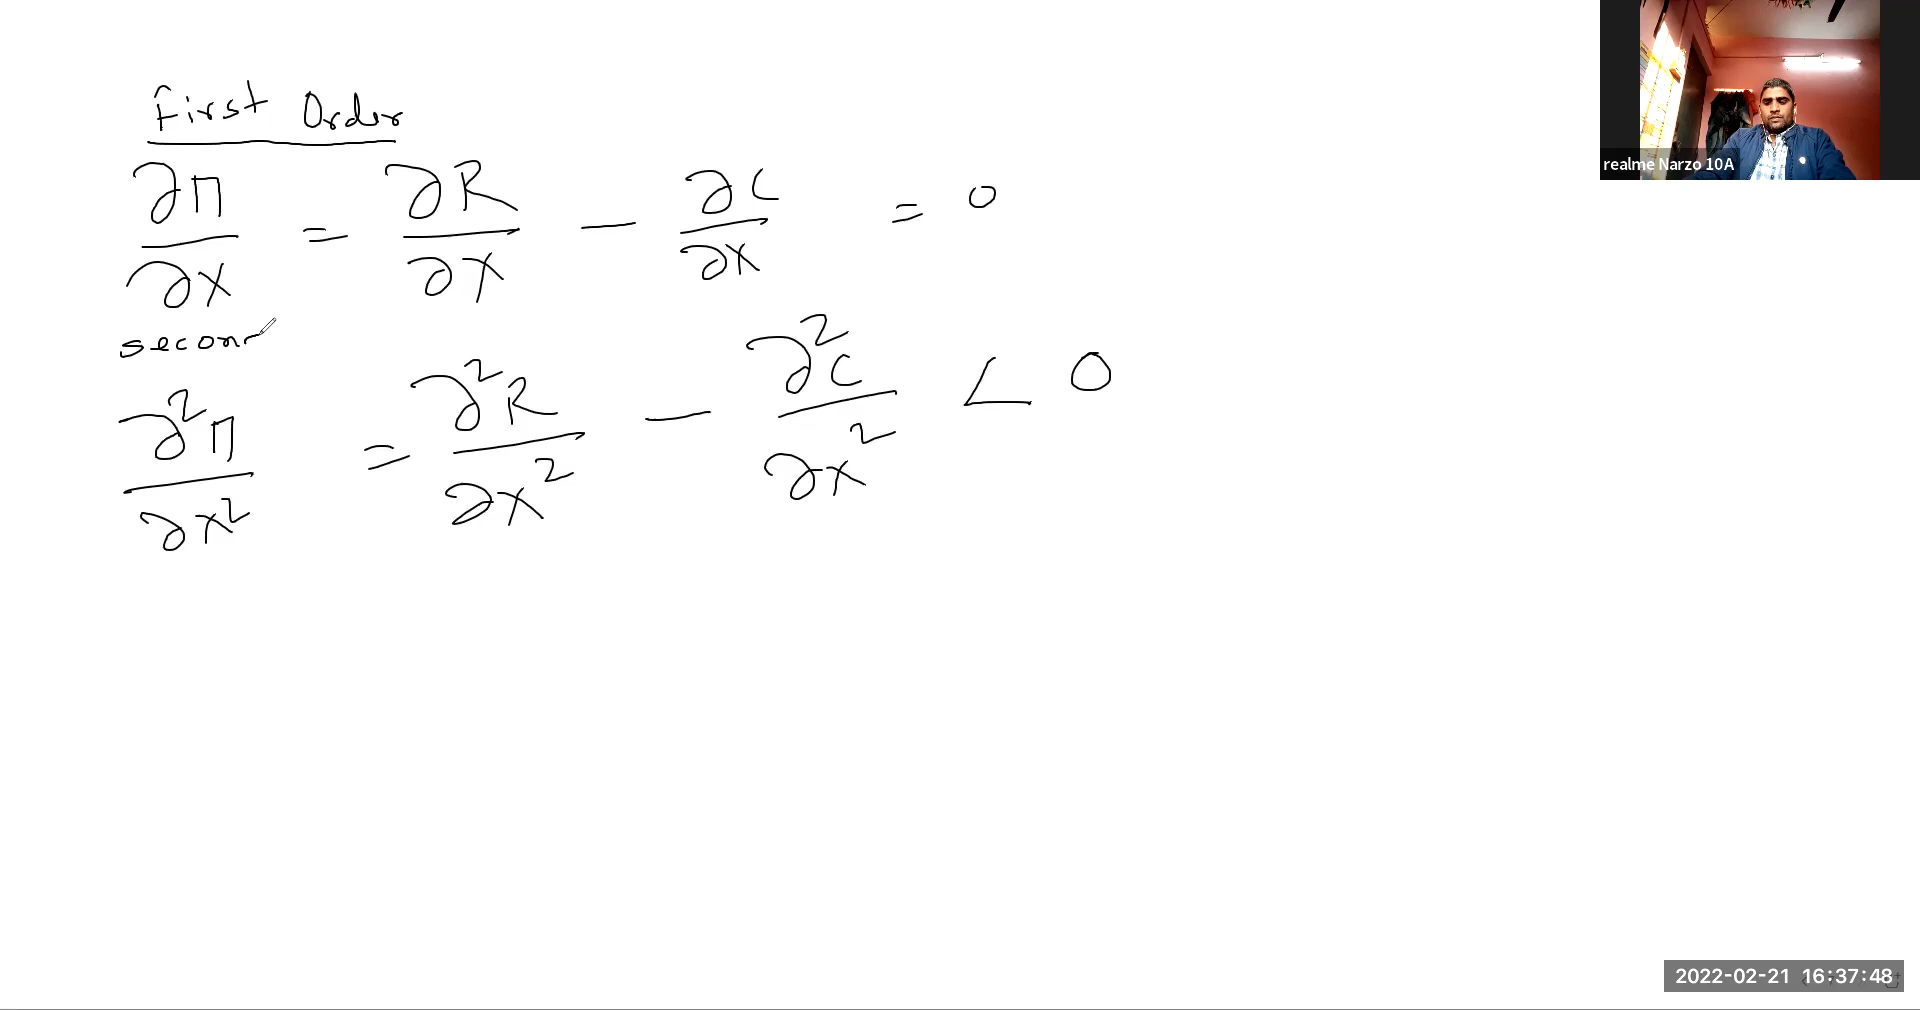 First Order
∂Π/∂X = ∂R/∂X − ∂C/∂X = 0
secon
∂²Π/∂x² = ∂²R/∂x² − ∂²C/∂x² < 0
realme Narzo 10A
2022-02-21 16:37:48